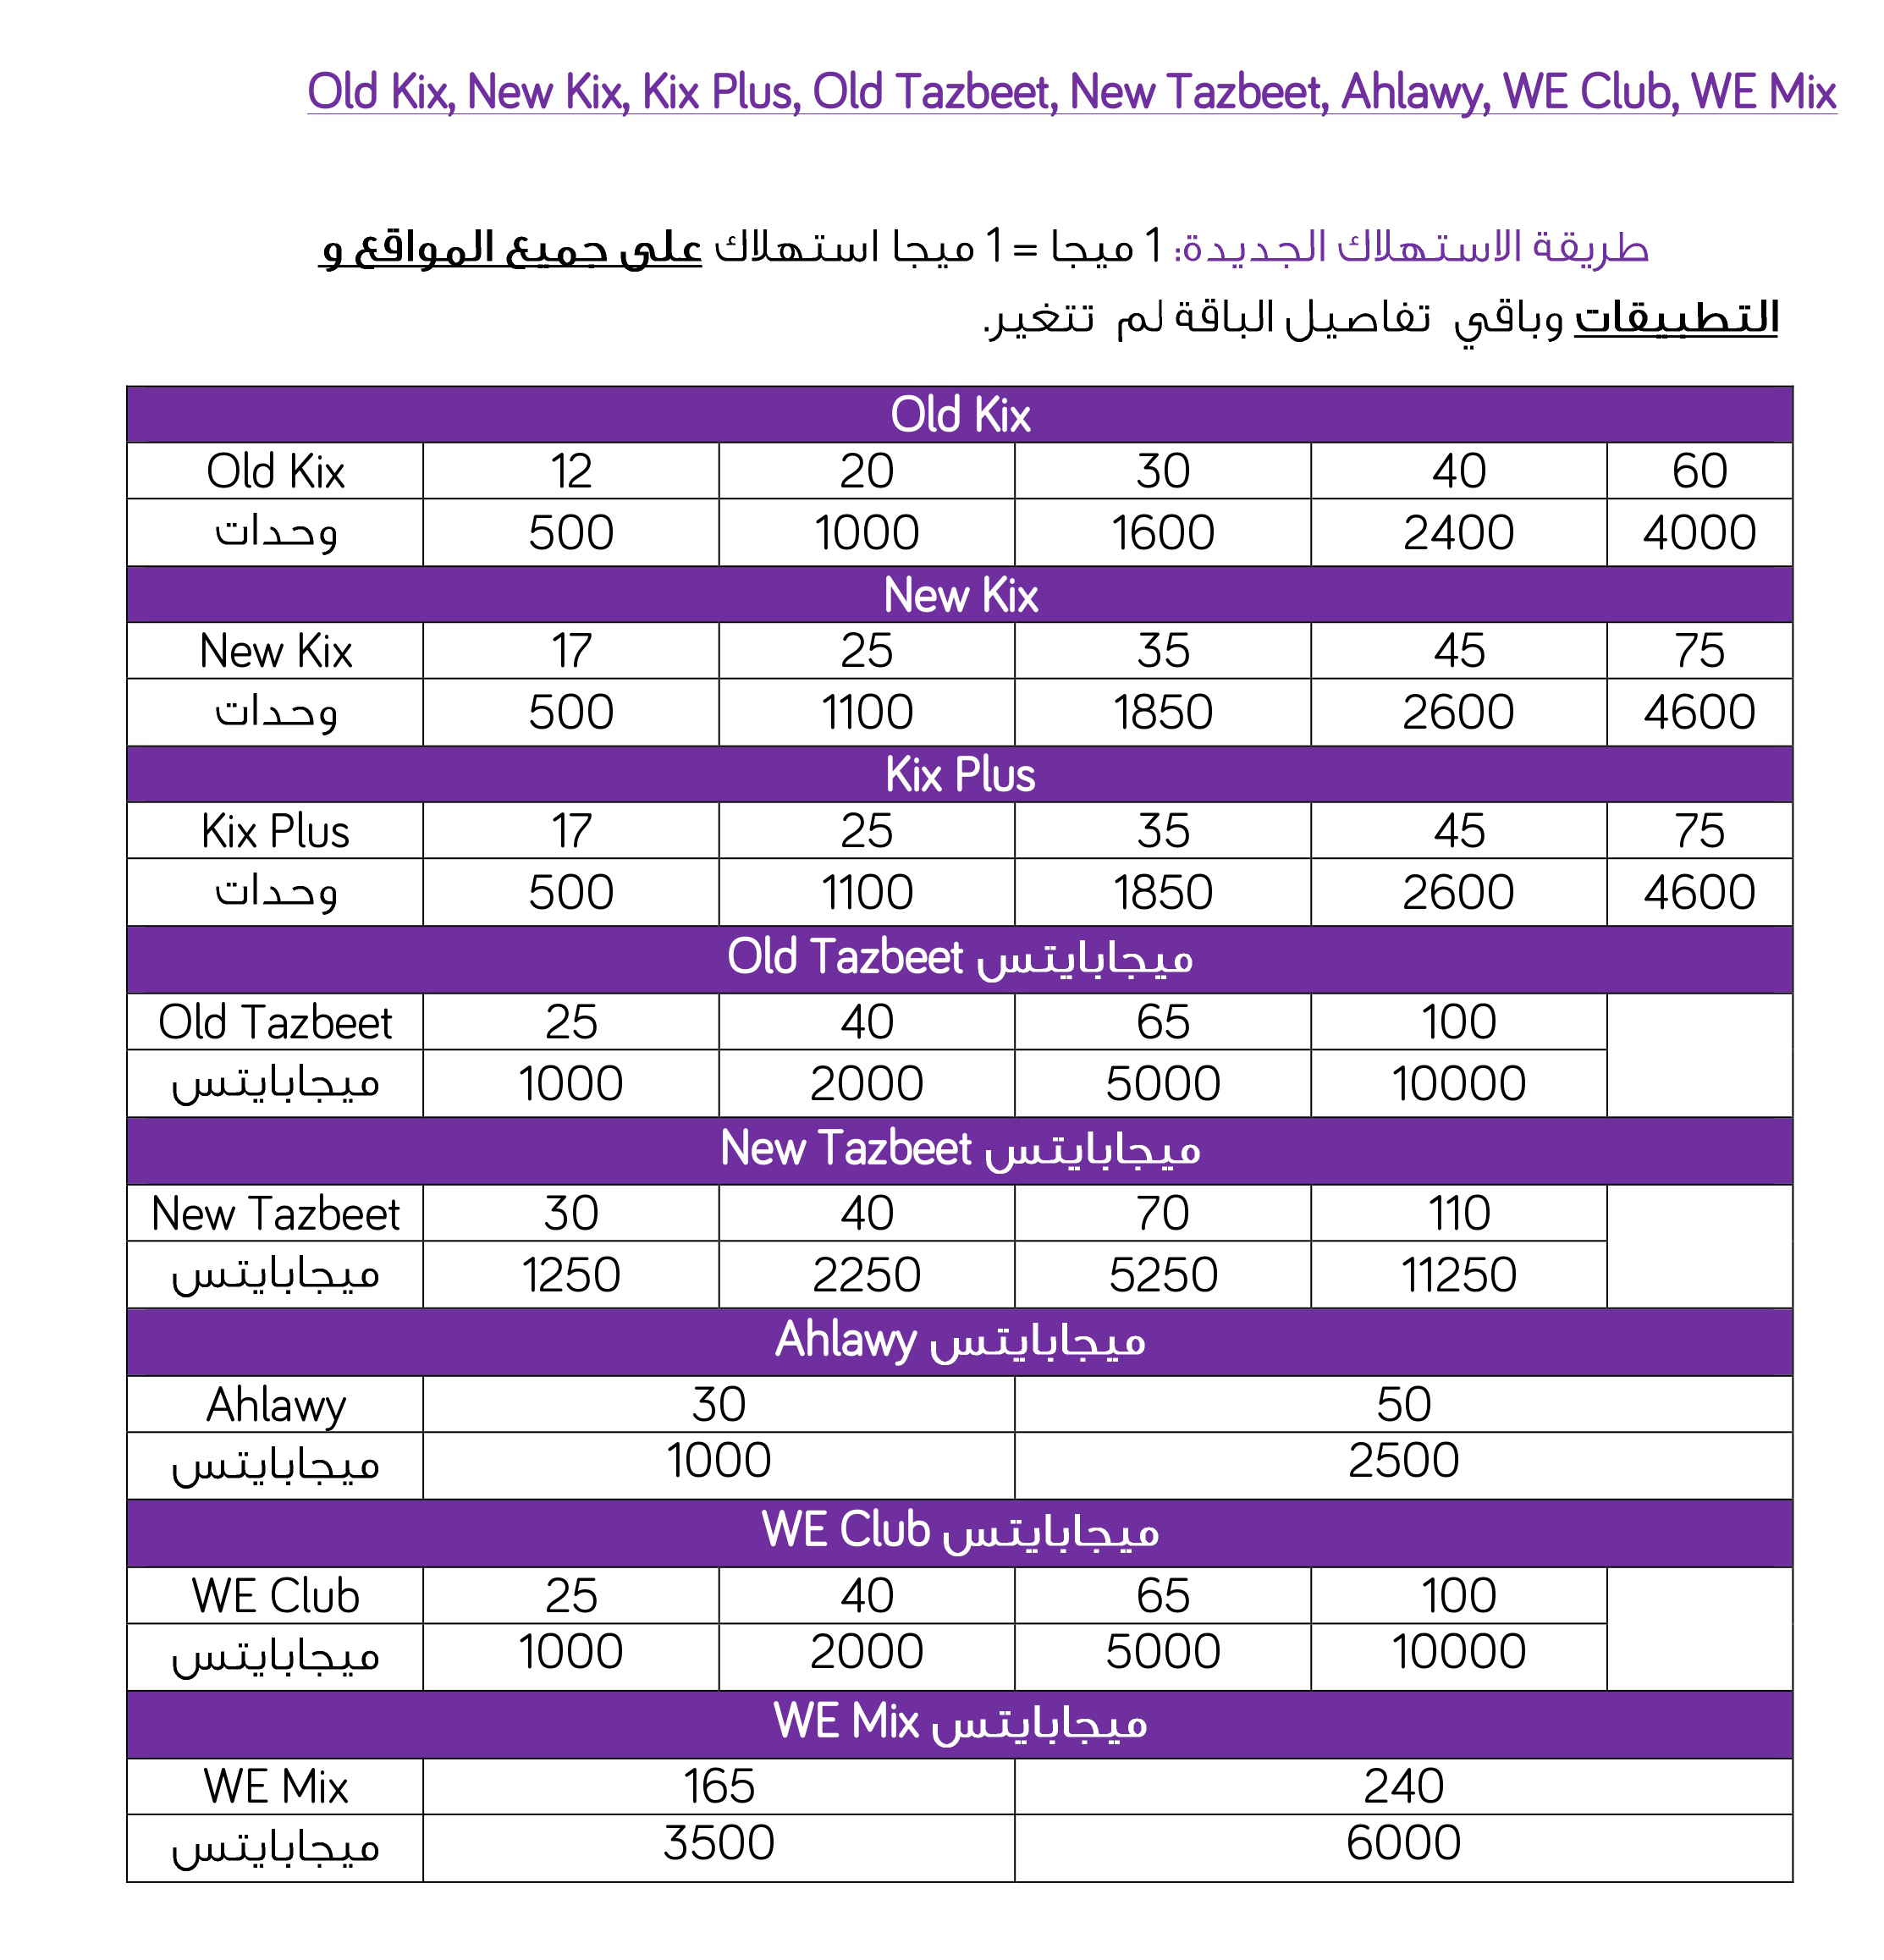 Old Kix, New Kix, Kix Plus, Old Tazbeet, New Tazbeet, Ahlawy, WE Club, WE Mix
طريقة الاستهلاك الجديدة: 1 ميجا = 1 ميجا استهلاك على جميع المواقع و
التطبيقات وباقي تفاصيل الباقة لم تتغير.
Old Kix
Old Kix 12 20 30 40 60
وحدات 500 1000 1600 2400 4000
New Kix
New Kix 17 25 35 45 75
وحدات 500 1100 1850 2600 4600
Kix Plus
Kix Plus 17 25 35 45 75
وحدات 500 1100 1850 2600 4600
Old Tazbeet ميجابايتس
Old Tazbeet 25 40 65 100
ميجابايتس 1000 2000 5000 10000
New Tazbeet ميجابايتس
New Tazbeet 30 40 70 110
ميجابايتس 1250 2250 5250 11250
Ahlawy ميجابايتس
Ahlawy 30 50
ميجابايتس 1000 2500
WE Club ميجابايتس
WE Club 25 40 65 100
ميجابايتس 1000 2000 5000 10000
WE Mix ميجابايتس
WE Mix 165 240
ميجابايتس 3500 6000